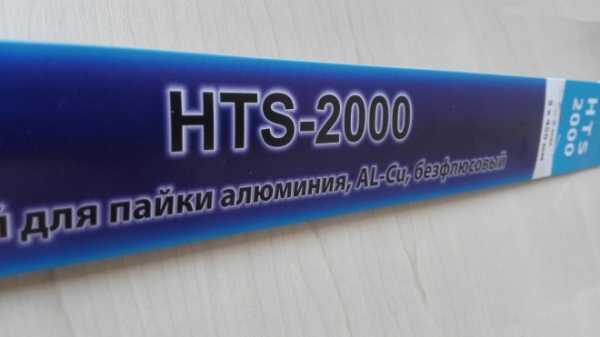 HTS-2000
й для пайки алюминия, AL-Cu, безфлюсовый
HTS
2000